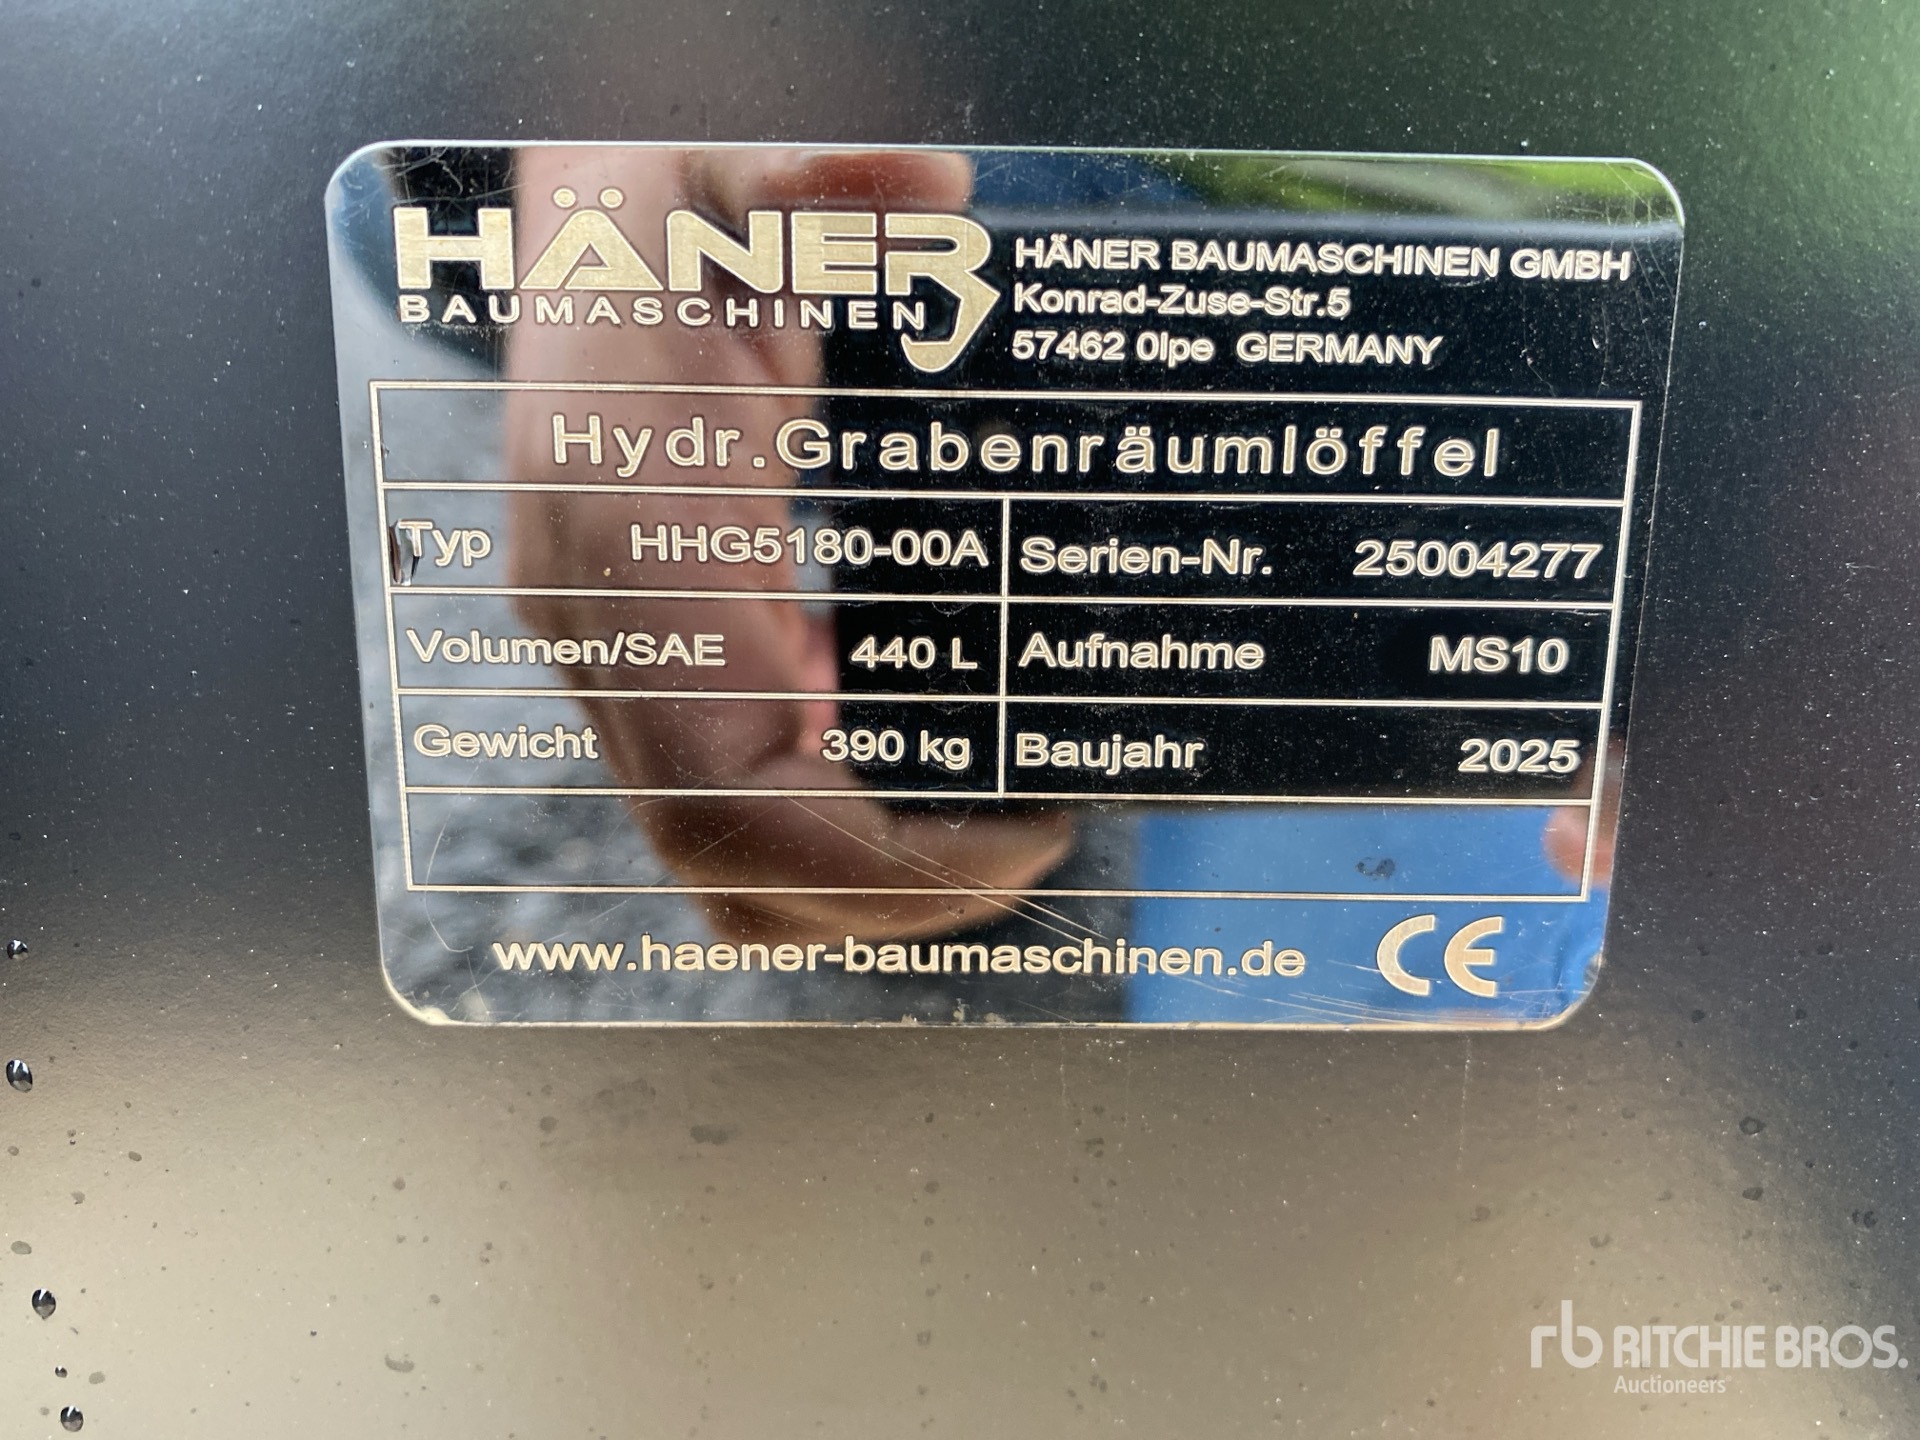 HÄNER
BAUMASCHINEN
HÄNER BAUMASCHINEN GMBH
Konrad-Zuse-Str.5
57462 Olpe GERMANY
Hydr.Grabenräumlöffel
Typ HHG5180-00A Serien-Nr. 25004277
Volumen/SAE 440 L Aufnahme MS10
Gewicht 390 kg Baujahr 2025
www.haener-baumaschinen.de CE
rb RITCHIE BROS.
Auctioneers